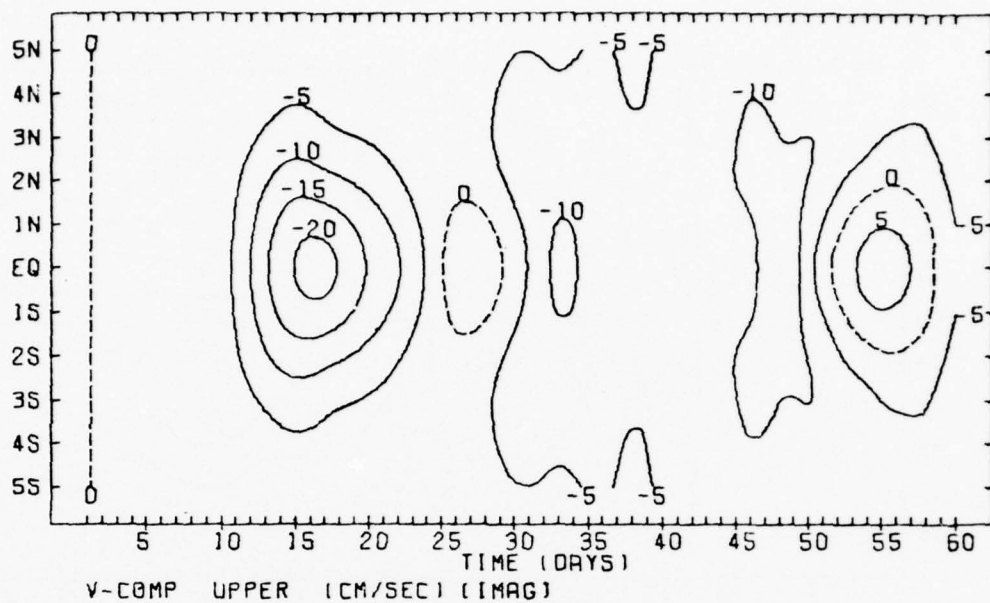 5N 0 -5 -5
4N -5 -10
3N
2N -10 0
1N -15 0 -10 5 -5
EQ -20
1S -5
2S
3S
4S
5S 0 -5 -5
5 10 15 20 25 30 35 40 45 50 55 60
TIME (DAYS)
V-COMP UPPER (CM/SEC) (IMAG)